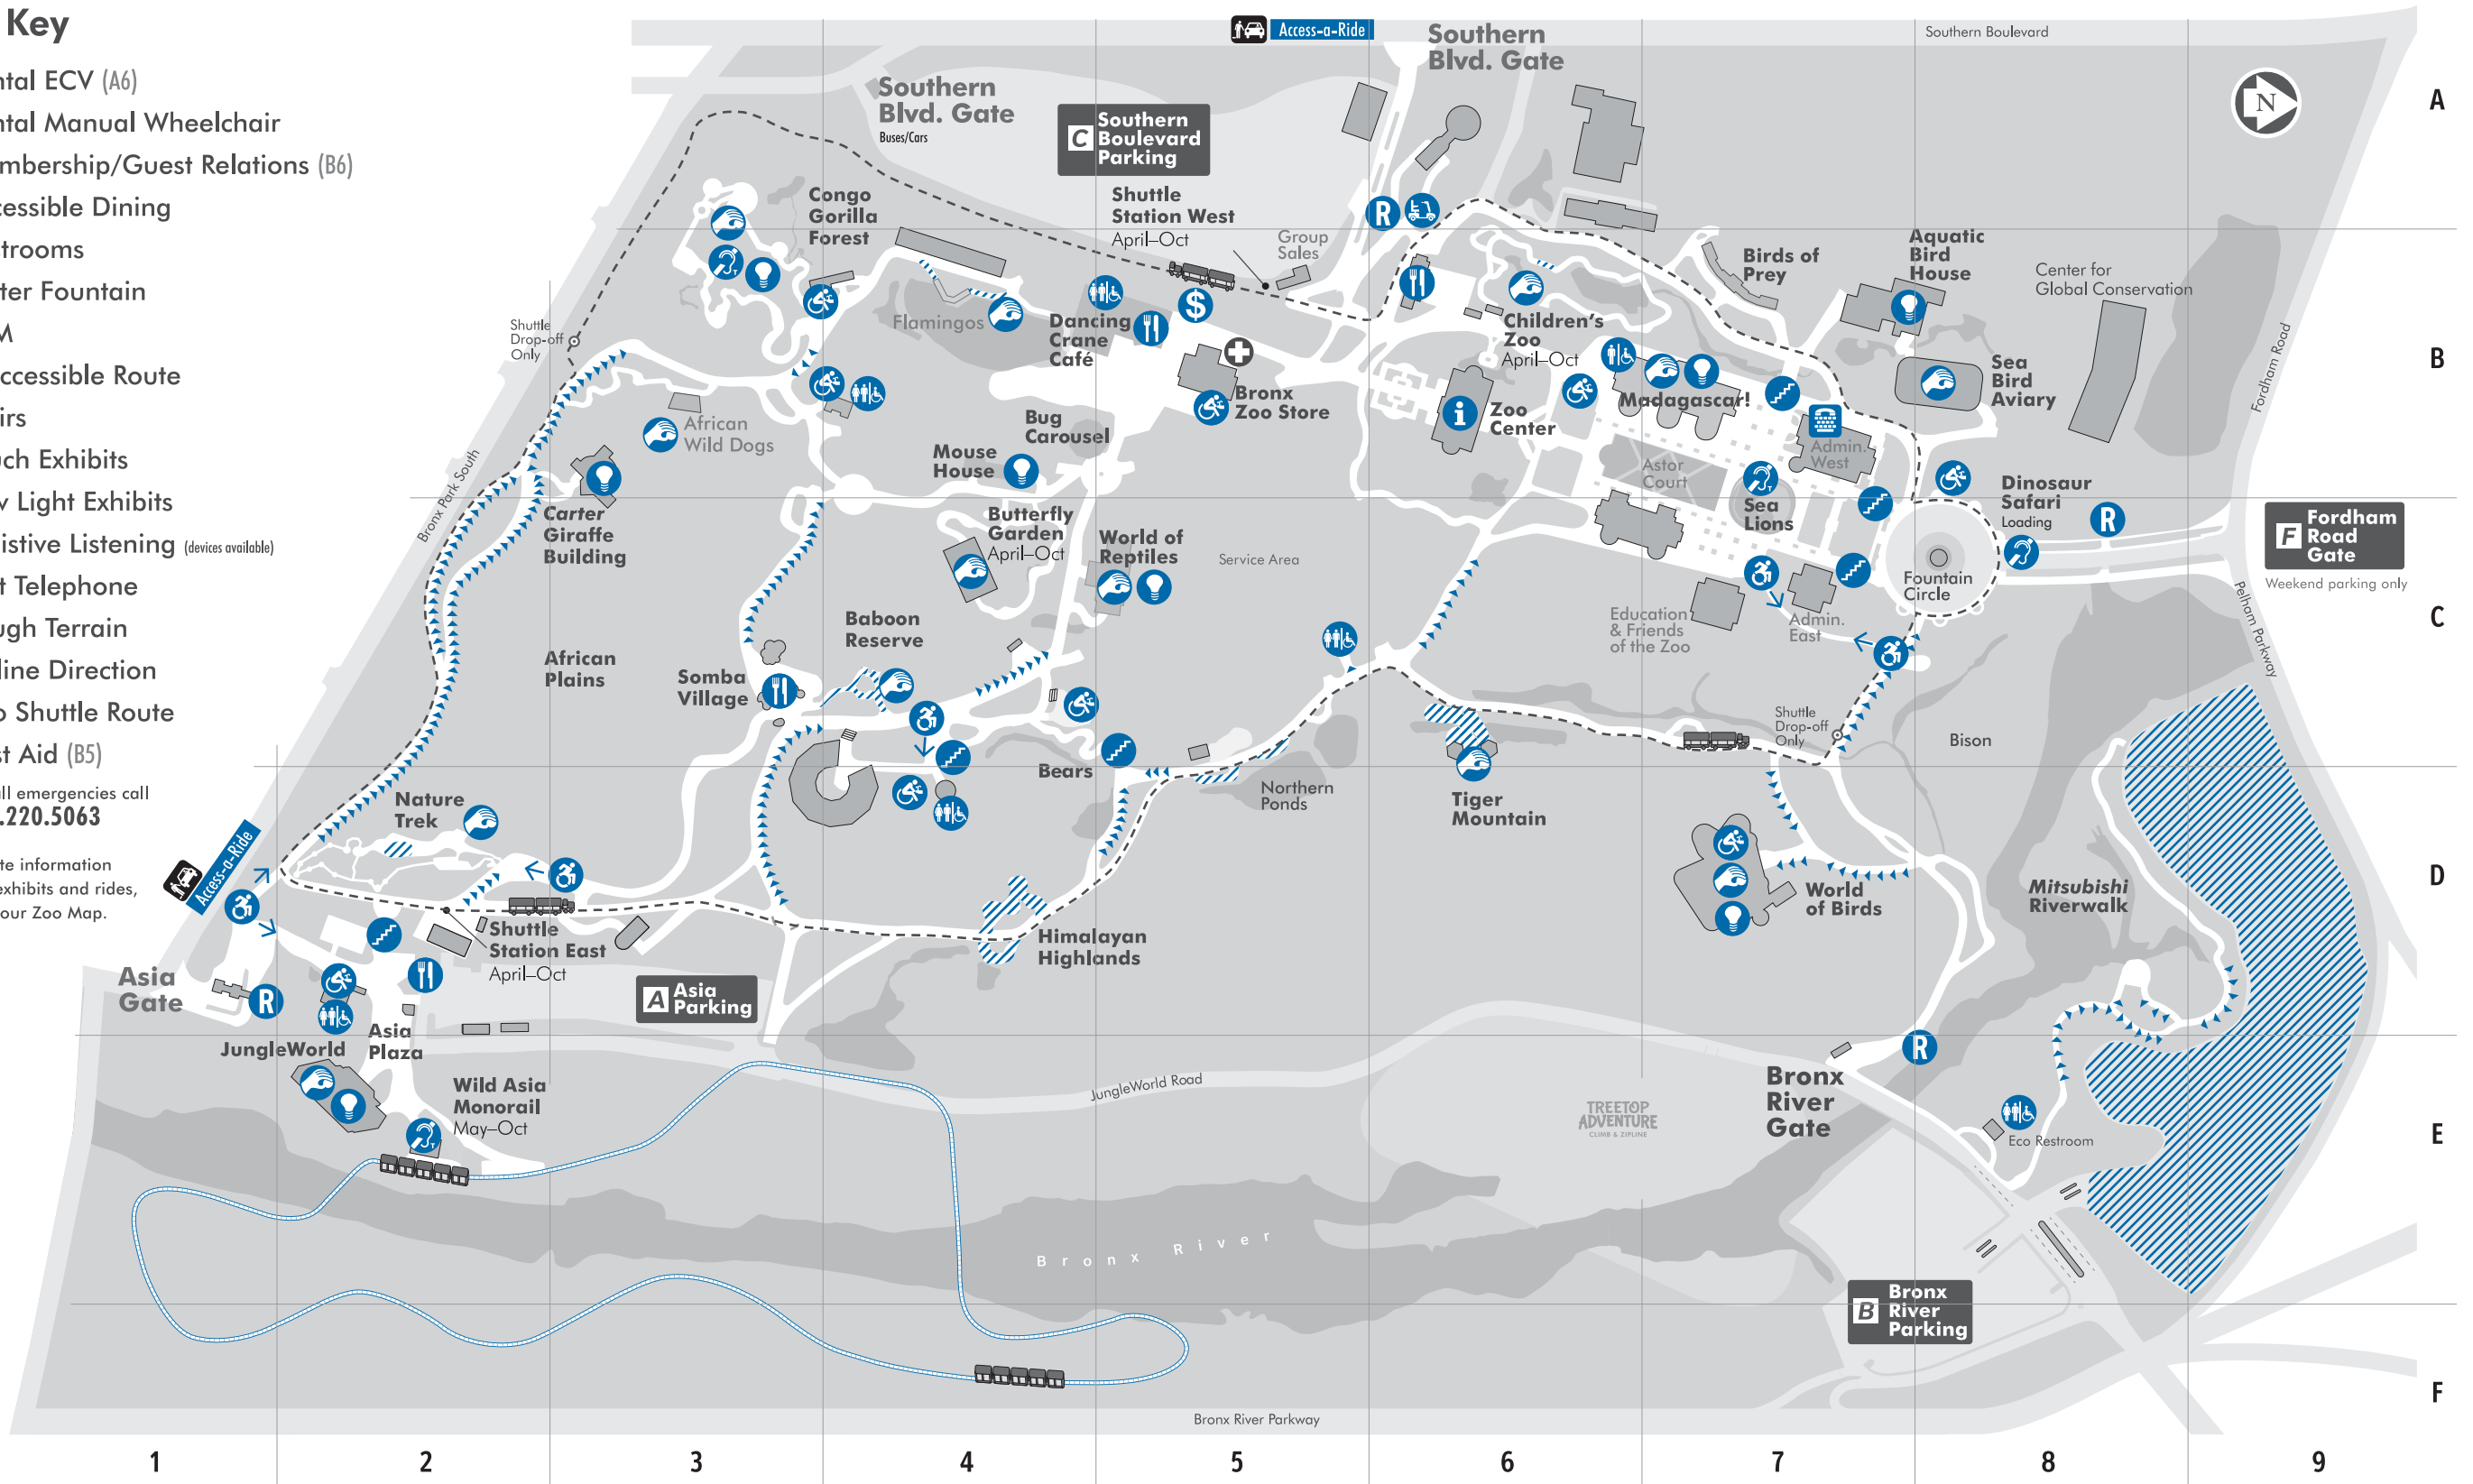 Key
ntal ECV (A6)
ntal Manual Wheelchair
mbership/Guest Relations (B6)
cessible Dining
strooms
ter Fountain
M
ccessible Route
irs
uch Exhibits
v Light Exhibits
sistive Listening (devices available)
t Telephone
ugh Terrain
line Direction
o Shuttle Route
st Aid (B5)
all emergencies call
.220.5063
te information
exhibits and rides,
our Zoo Map.
Access-a-Ride
Southern
Blvd. Gate
Southern Boulevard
N
Southern
Blvd. Gate
Buses/Cars
C Southern
Boulevard
Parking
Shuttle
Station West
April–Oct
Group
Sales
R
Congo
Gorilla
Forest
Flamingos
Dancing
Crane
Café
$
Bronx
Zoo Store
Children's
Zoo
April–Oct
Birds of
Prey
Aquatic
Bird
House
Center for
Global Conservation
Sea
Bird
Aviary
Fordham Road
Madagascar!
i
Zoo
Center
Astor
Court
Admin.
West
Sea
Lions
Shuttle
Drop-off
Only
African
Wild Dogs
Bronx Park South
Carter
Giraffe
Building
Bug
Carousel
Mouse
House
Butterfly
Garden
April–Oct
World of
Reptiles
Service Area
Dinosaur
Safari
Loading
R
F Fordham
Road
Gate
Weekend parking only
Pelham Parkway
Fountain
Circle
Education
& Friends
of the Zoo
Admin.
East
African
Plains
Somba
Village
Baboon
Reserve
Bears
Northern
Ponds
Tiger
Mountain
Shuttle
Drop-off
Only
Bison
Nature
Trek
Access-a-Ride
Shuttle
Station East
April–Oct
Asia
Gate
R
A Asia
Parking
Himalayan
Highlands
World
of Birds
Mitsubishi
Riverwalk
JungleWorld
Asia
Plaza
Wild Asia
Monorail
May–Oct
JungleWorld Road
TREETOP
ADVENTURE
CLIMB & ZIPLINE
Bronx
River
Gate
R
Eco Restroom
Bronx River
B Bronx
River
Parking
Bronx River Parkway
A
B
C
D
E
F
1 2 3 4 5 6 7 8 9